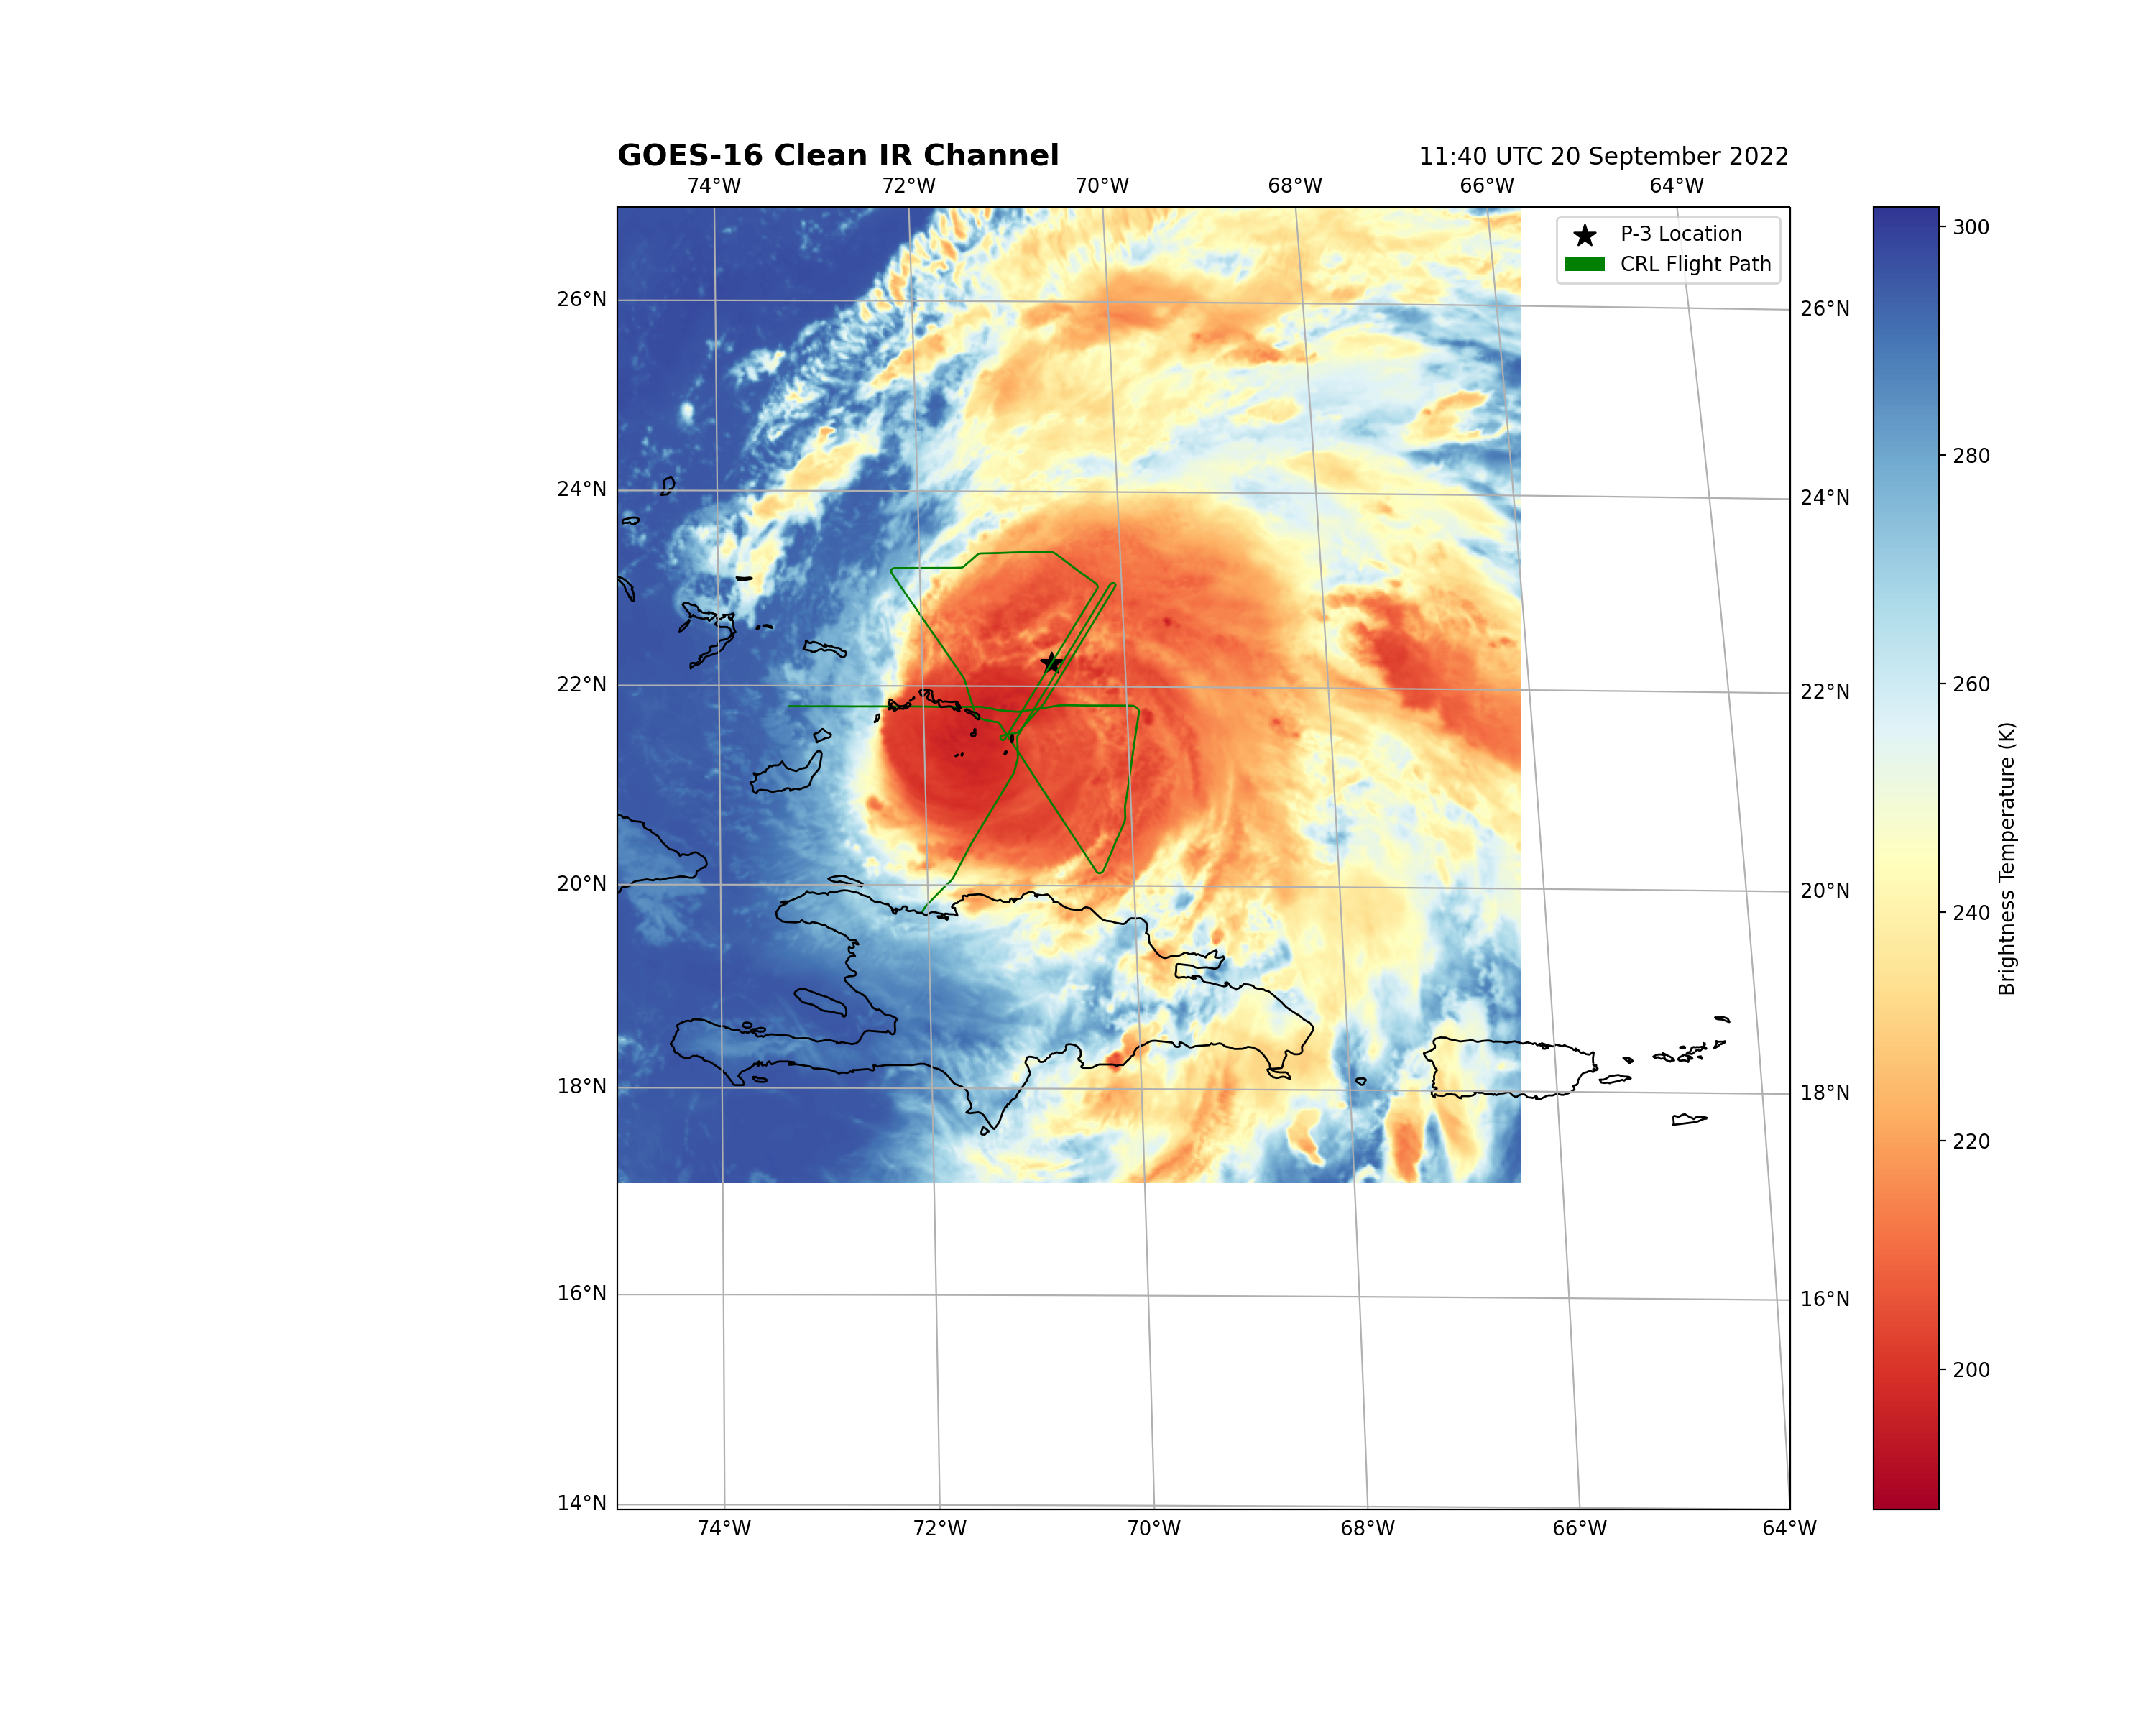 GOES-16 Clean IR Channel
11:40 UTC 20 September 2022
74°W 72°W 70°W 68°W 66°W 64°W
P-3 Location
CRL Flight Path
26°N 26°N
24°N 24°N
22°N 22°N
20°N 20°N
18°N 18°N
16°N 16°N
14°N
74°W 72°W 70°W 68°W 66°W 64°W
300
280
260
240
220
200
Brightness Temperature (K)